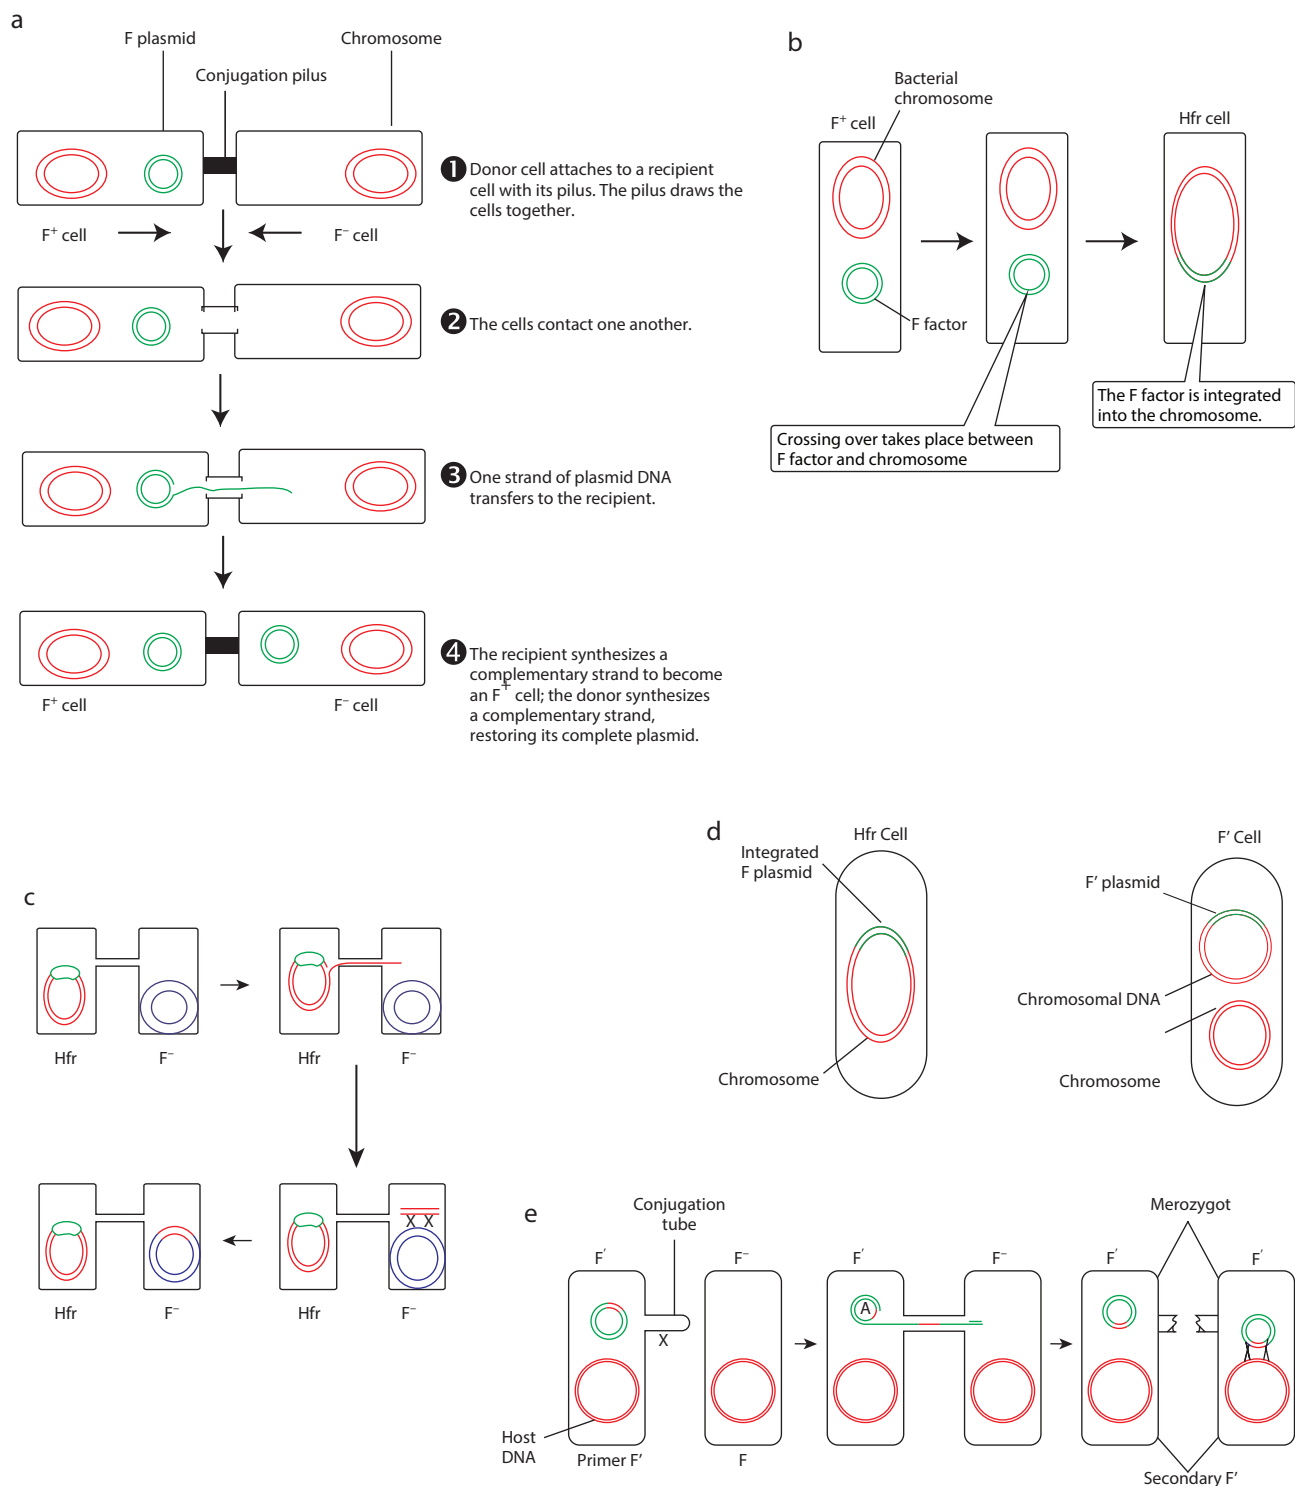 a
F plasmid
Chromosome
Conjugation pilus
F⁺ cell
F⁻ cell
1 Donor cell attaches to a recipient
cell with its pilus. The pilus draws the
cells together.
2 The cells contact one another.
3 One strand of plasmid DNA
transfers to the recipient.
4 The recipient synthesizes a
complementary strand to become
an F⁺ cell; the donor synthesizes
a complementary strand,
restoring its complete plasmid.
F⁺ cell
F⁻ cell
b
Bacterial
chromosome
F⁺ cell
Hfr cell
F factor
The F factor is integrated
into the chromosome.
Crossing over takes place between
F factor and chromosome
c
Hfr
F⁻
Hfr
F⁻
X X
Hfr
F⁻
Hfr
F⁻
d
Hfr Cell
Integrated
F plasmid
Chromosome
F' Cell
F' plasmid
Chromosomal DNA
Chromosome
e
Conjugation
tube
Merozygot
F′
F⁻
F′
F⁻
F′
F′
A
X
Host
DNA
Primer F'
F
Secondary F'